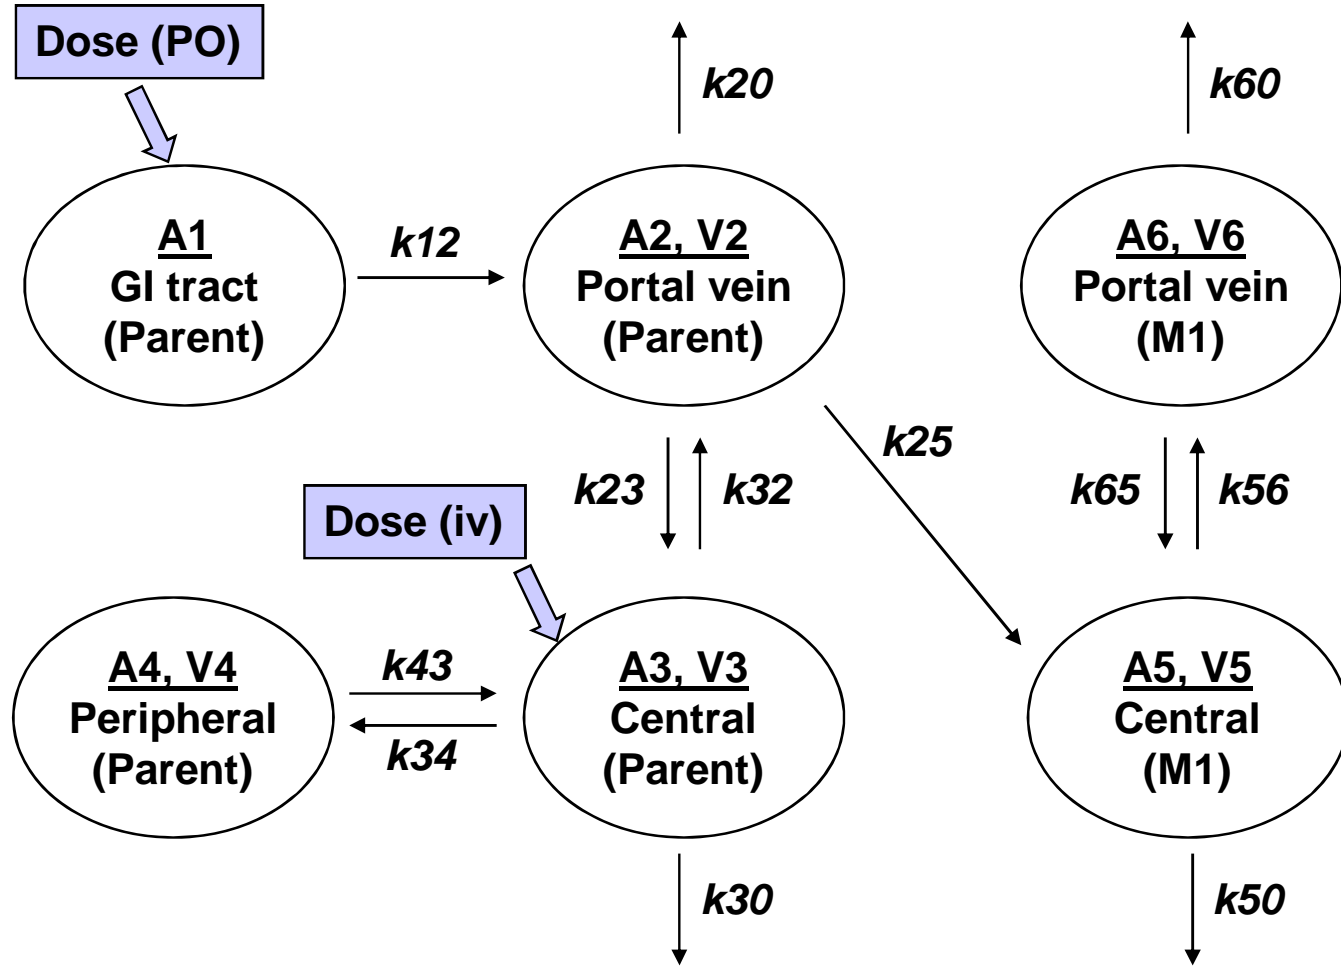 Dose (PO)
k20
k60
A1
GI tract
(Parent)
k12
A2, V2
Portal vein
(Parent)
A6, V6
Portal vein
(M1)
k25
k23
k32
k65
k56
Dose (iv)
A4, V4
Peripheral
(Parent)
k43
k34
A3, V3
Central
(Parent)
A5, V5
Central
(M1)
k30
k50